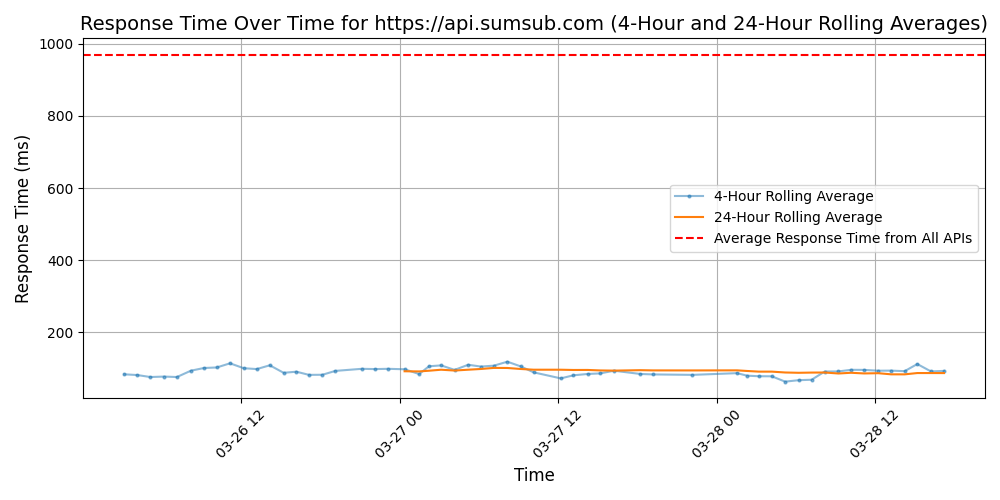 Response Time Over Time for https://api.sumsub.com (4-Hour and 24-Hour Rolling Averages)
Response Time (ms)
1000
800
600
400
200
4-Hour Rolling Average
24-Hour Rolling Average
Average Response Time from All APIs
03-26 12
03-27 00
03-27 12
03-28 00
03-28 12
Time